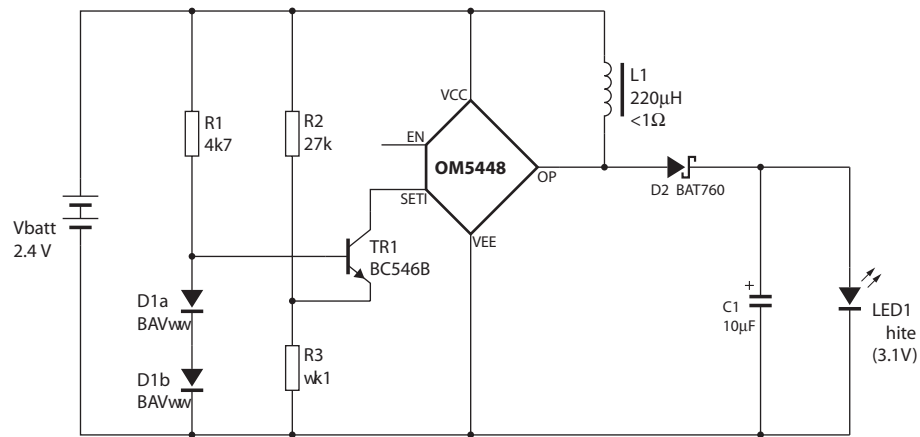 Vbatt
2.4 V
R1
4k7
D1a
BAVww
D1b
BAVww
R2
27k
R3
wk1
TR1
BC546B
VCC
EN
OM5448
SETI
OP
VEE
L1
220µH
<1Ω
D2 BAT760
+
C1
10µF
LED1
hite
(3.1V)